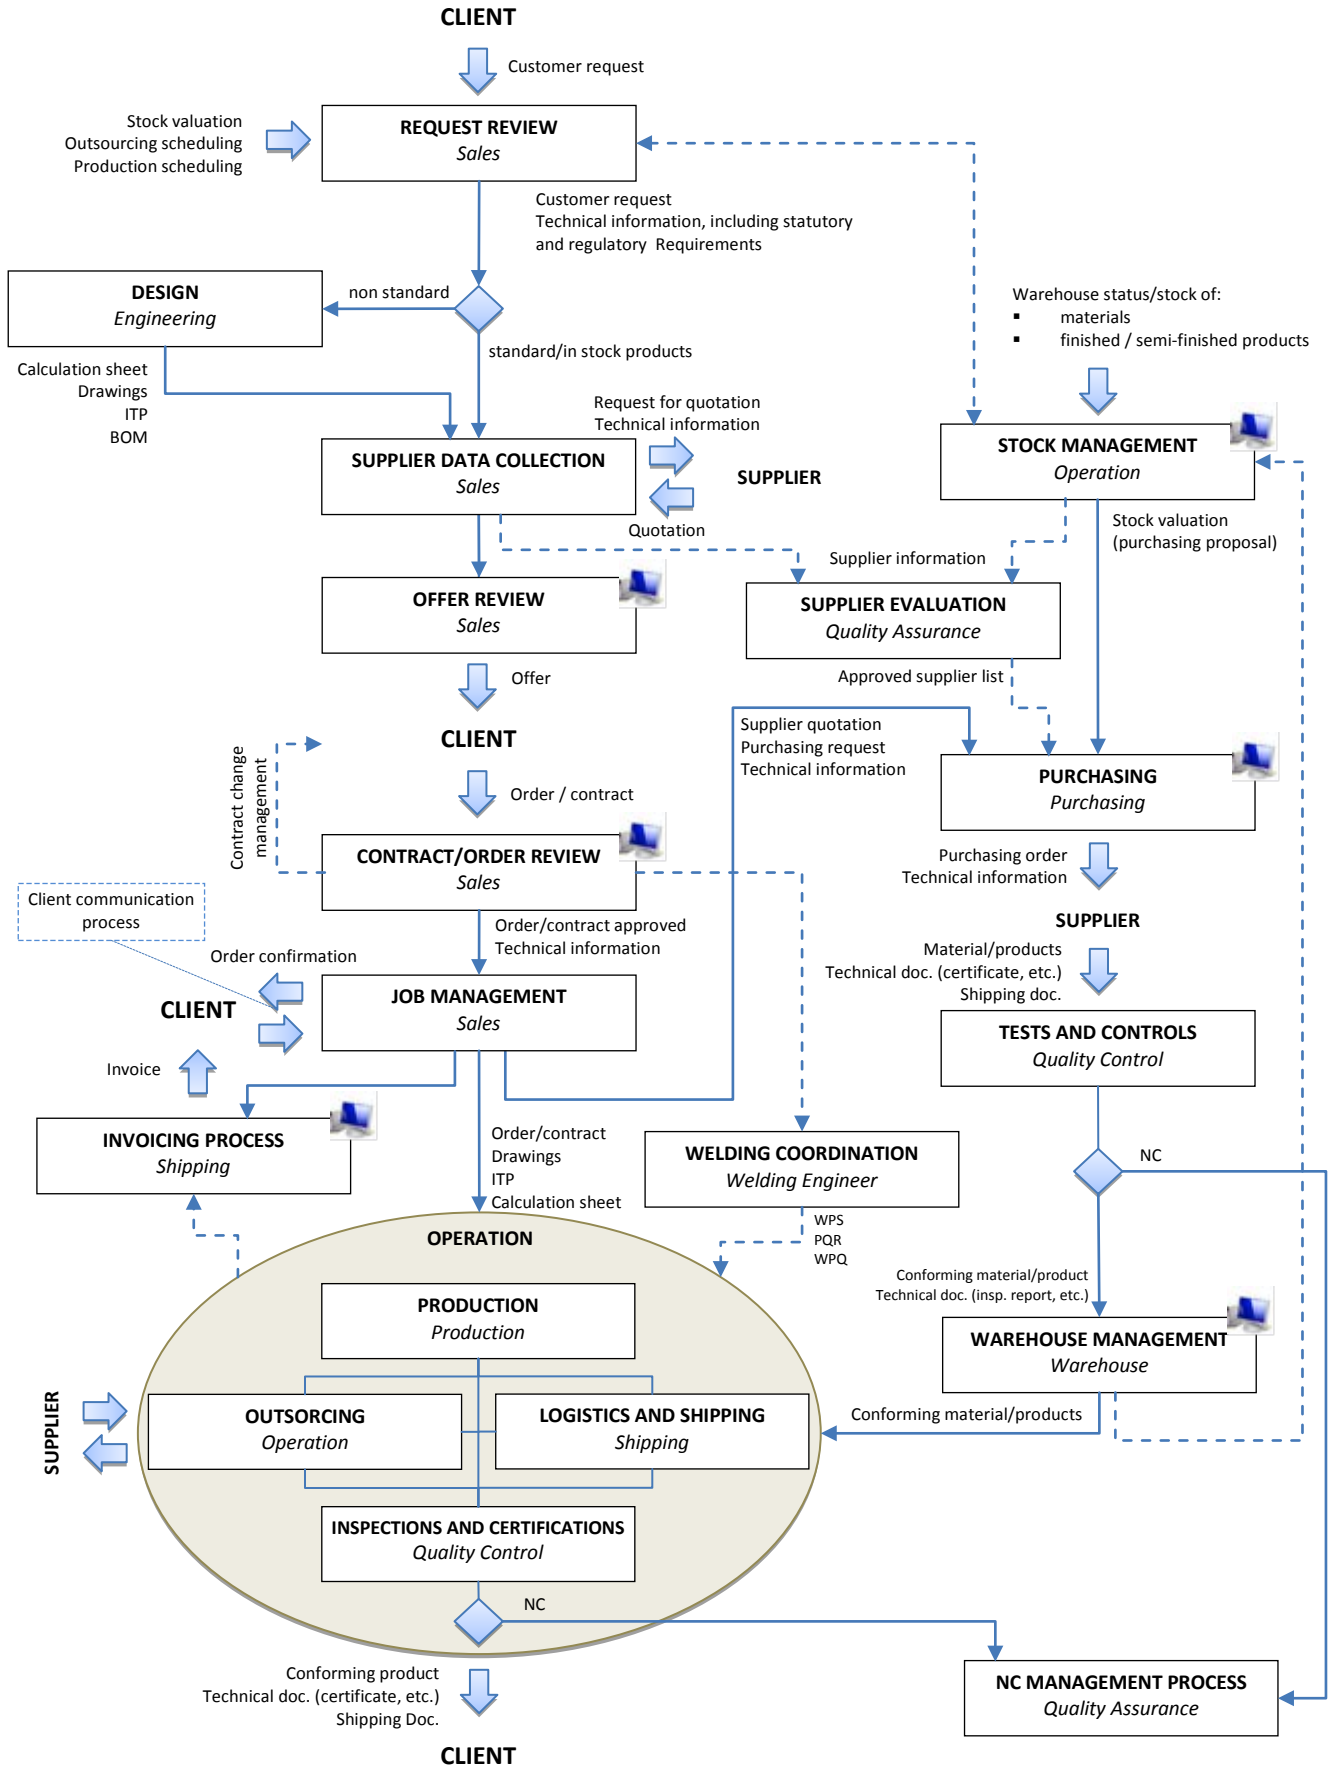 CLIENT
Customer request
Stock valuation
Outsourcing scheduling
Production scheduling
REQUEST REVIEW
Sales
Customer request
Technical information, including statutory
and regulatory Requirements
DESIGN
Engineering
non standard
standard/in stock products
Warehouse status/stock of:
▪ materials
▪ finished / semi-finished products
Calculation sheet
Drawings
ITP
BOM
Request for quotation
Technical information
SUPPLIER DATA COLLECTION
Sales
SUPPLIER
Quotation
STOCK MANAGEMENT
Operation
Stock valuation
(purchasing proposal)
Supplier information
OFFER REVIEW
Sales
SUPPLIER EVALUATION
Quality Assurance
Approved supplier list
Offer
CLIENT
Supplier quotation
Purchasing request
Technical information
PURCHASING
Purchasing
Contract change
management
Order / contract
CONTRACT/ORDER REVIEW
Sales
Purchasing order
Technical information
Client communication
process
Order/contract approved
Technical information
SUPPLIER
Order confirmation
CLIENT
JOB MANAGEMENT
Sales
Material/products
Technical doc. (certificate, etc.)
Shipping doc.
TESTS AND CONTROLS
Quality Control
Invoice
INVOICING PROCESS
Shipping
Order/contract
Drawings
ITP
Calculation sheet
WELDING COORDINATION
Welding Engineer
NC
WPS
PQR
WPQ
OPERATION
Conforming material/product
Technical doc. (insp. report, etc.)
PRODUCTION
Production
WAREHOUSE MANAGEMENT
Warehouse
SUPPLIER
OUTSORCING
Operation
LOGISTICS AND SHIPPING
Shipping
Conforming material/products
INSPECTIONS AND CERTIFICATIONS
Quality Control
NC
Conforming product
Technical doc. (certificate, etc.)
Shipping Doc.
NC MANAGEMENT PROCESS
Quality Assurance
CLIENT